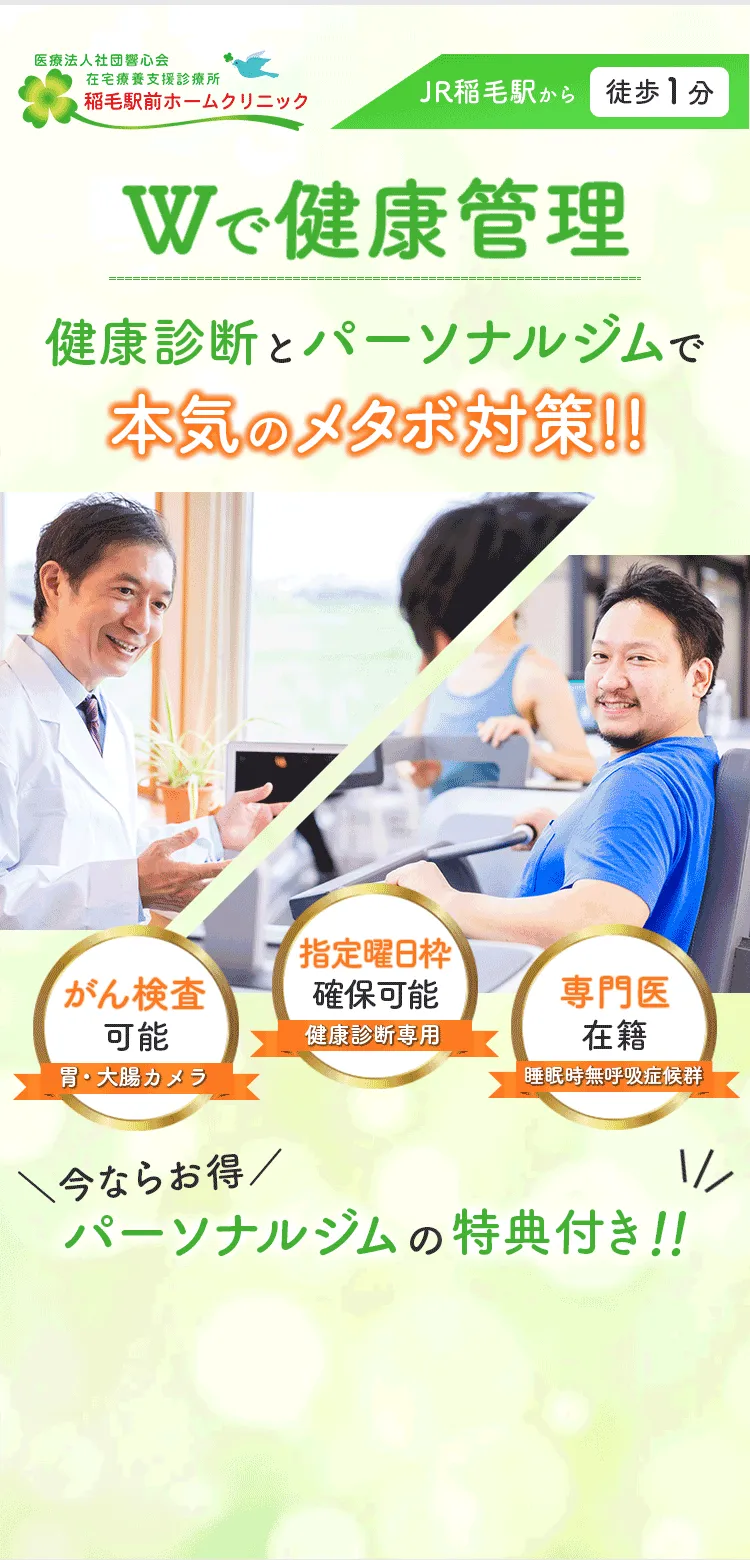 医療法人社団響心会
在宅療養支援診療所
稲毛駅前ホームクリニック
JR稲毛駅から 徒歩1分
Wで健康管理
健康診断とパーソナルジムで
本気のメタボ対策!!
がん検査
可能
胃・大腸カメラ
指定曜日枠
確保可能
健康診断専用
専門医
在籍
睡眠時無呼吸症候群
今ならお得
パーソナルジムの特典付き!!